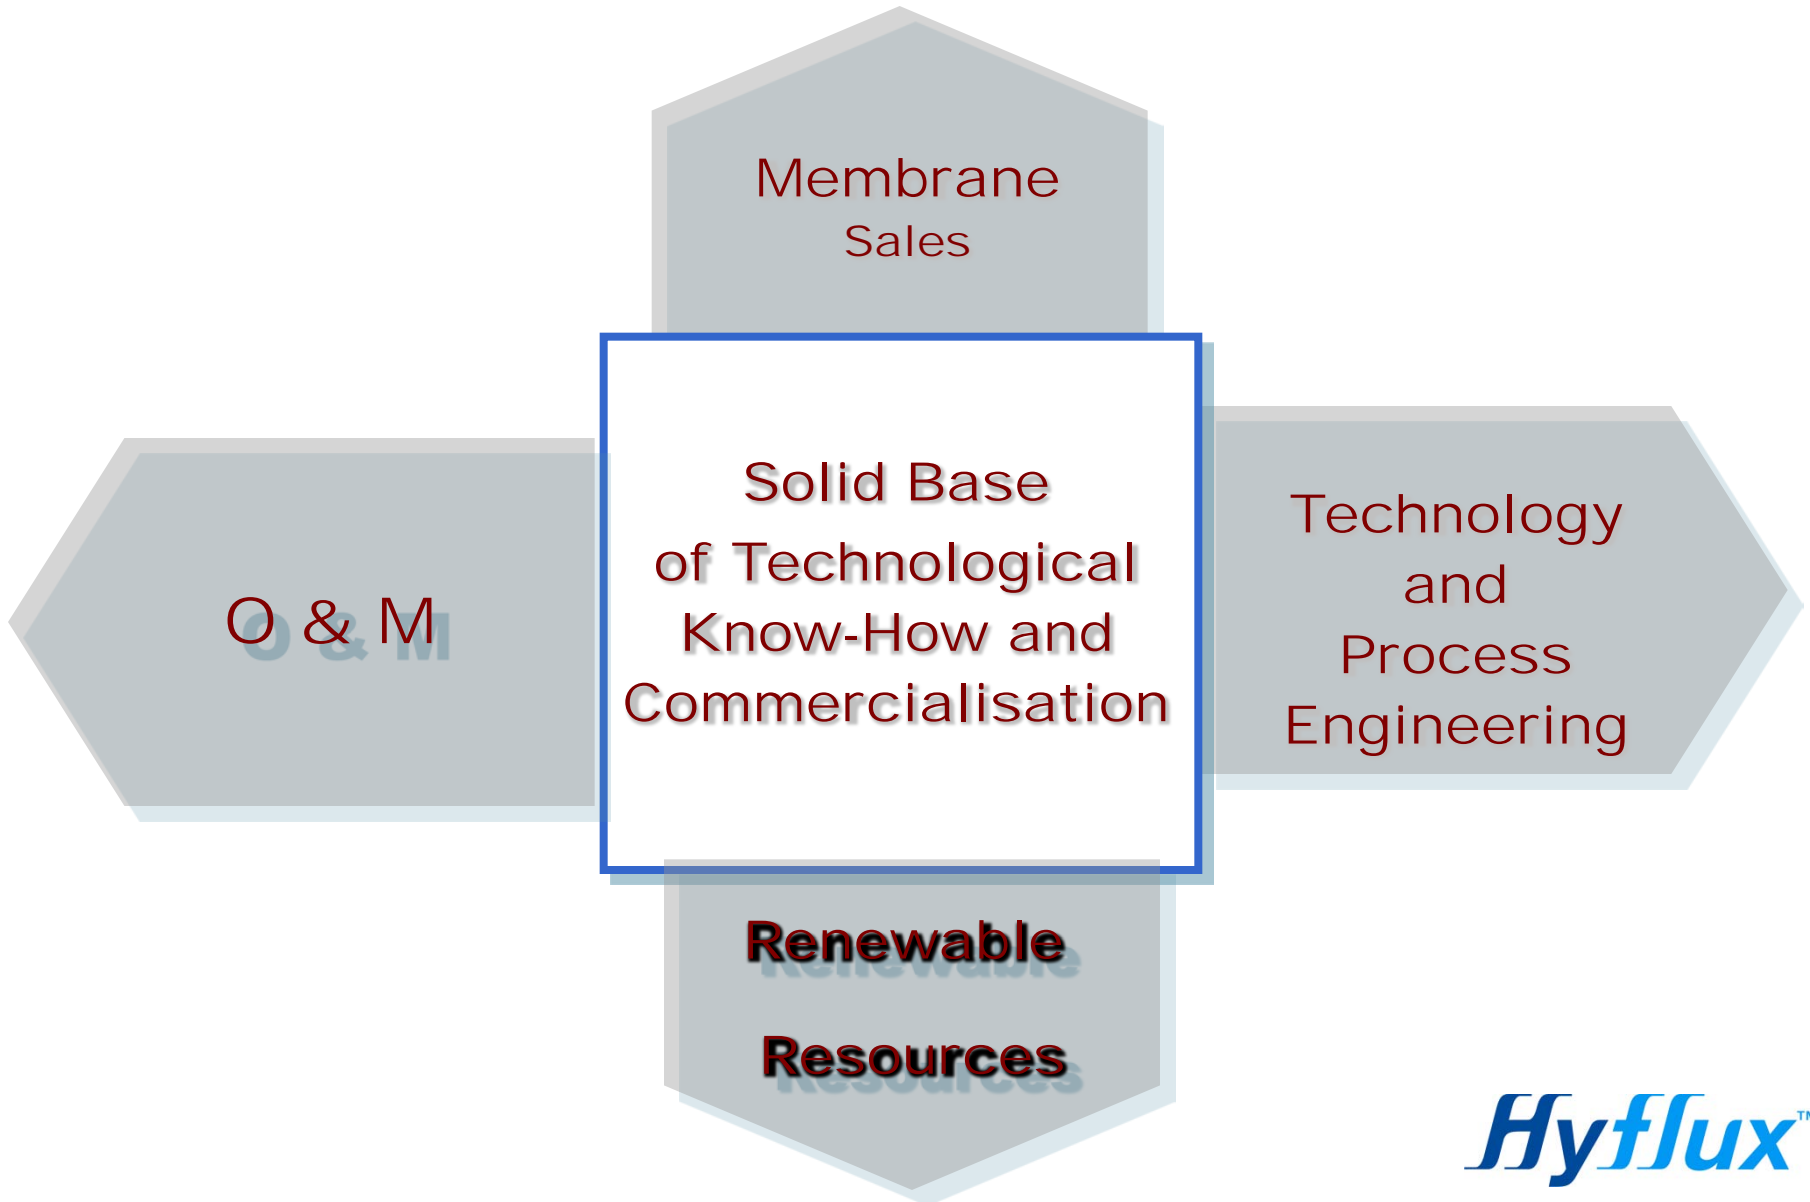 Membrane
Sales
O & M
Solid Base
of Technological
Know-How and
Commercialisation
Technology
and
Process
Engineering
Renewable
Resources
Hyflux™